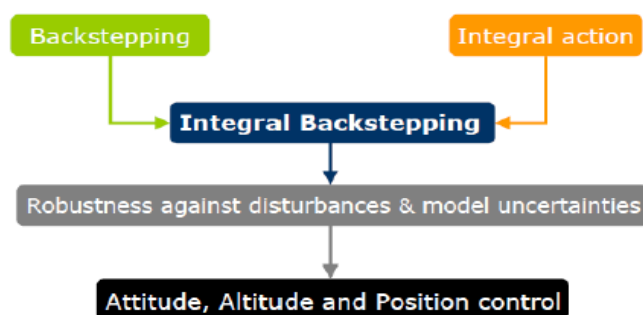 Backstepping
Integral action
Integral Backstepping
Robustness against disturbances & model uncertainties
Attitude, Altitude and Position control